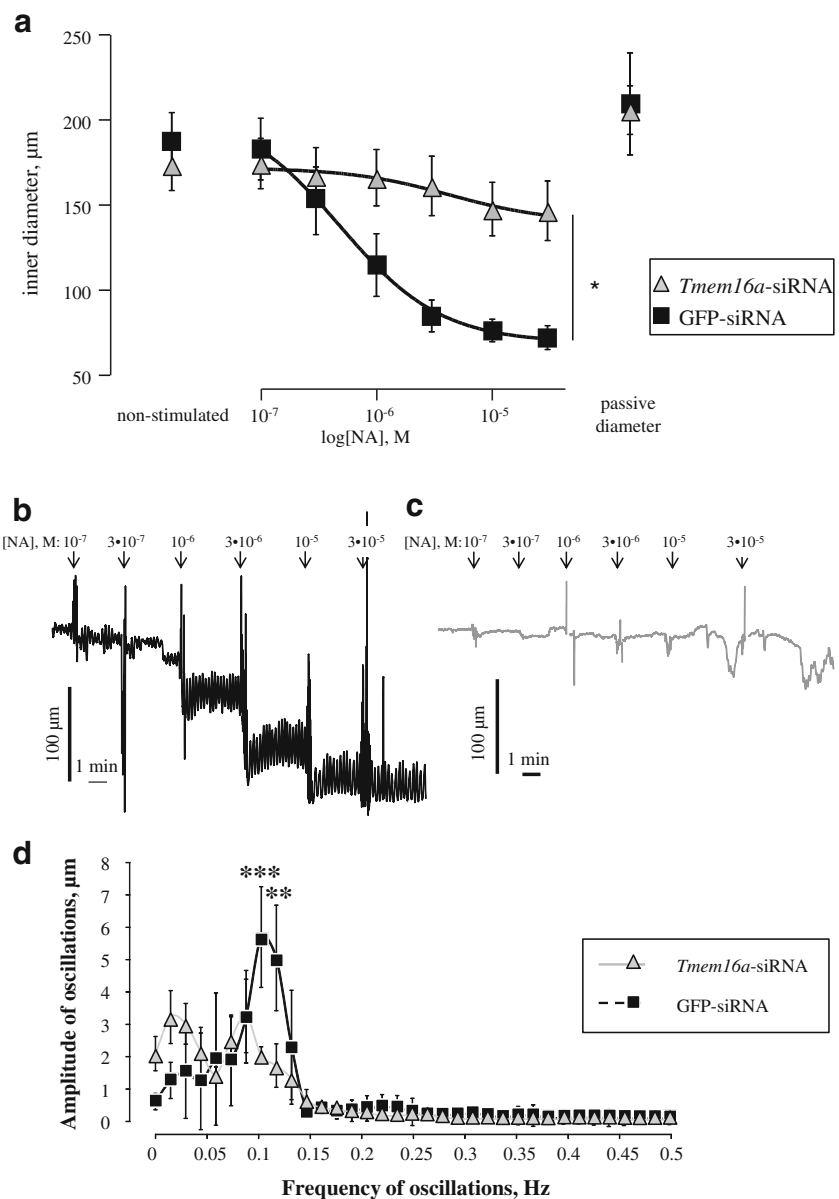 a
250
200
150
100
50
inner diameter, µm
*
Tmem16a-siRNA
GFP-siRNA
non-stimulated
10-7
10-6
10-5
log[NA], M
passive
diameter
b
[NA], M: 10-7 3•10-7 10-6 3•10-6 10-5 3•10-5
100 µm
1 min
c
[NA], M: 10-7 3•10-7 10-6 3•10-6 10-5 3•10-5
100 µm
1 min
d
Amplitude of oscillations, µm
8
7
6
5
4
3
2
1
0
***
**
Tmem16a-siRNA
GFP-siRNA
0 0.05 0.1 0.15 0.2 0.25 0.3 0.35 0.4 0.45 0.5
Frequency of oscillations, Hz